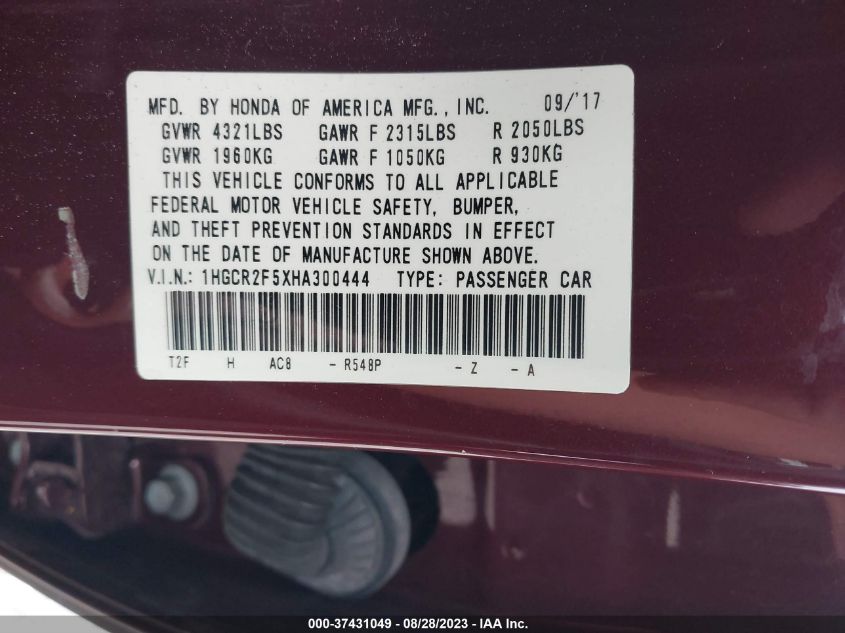 MFD. BY HONDA OF AMERICA MFG., INC. 09/'17
GVWR 4321LBS GAWR F 2315LBS R 2050LBS
GVWR 1960KG GAWR F 1050KG R 930KG
THIS VEHICLE CONFORMS TO ALL APPLICABLE
FEDERAL MOTOR VEHICLE SAFETY, BUMPER,
AND THEFT PREVENTION STANDARDS IN EFFECT
ON THE DATE OF MANUFACTURE SHOWN ABOVE.
V.I.N.: 1HGCR2F5XHA300444 TYPE: PASSENGER CAR
T2F H AC8 - R548P - Z - A
000-37431049 - 08/28/2023 - IAA Inc.